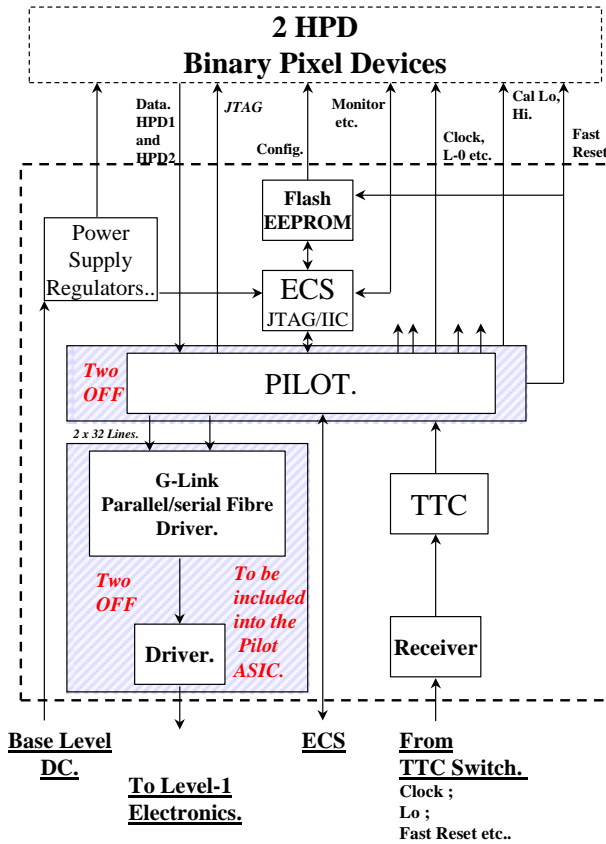 2 HPD
Binary Pixel Devices
Data.
HPD1
and
HPD2
JTAG
Config.
Monitor
etc.
Clock,
L-0 etc.
Cal Lo,
Hi.
Fast
Reset
Flash
EEPROM
Power
Supply
Regulators..
ECS
JTAG/IIC
Two
OFF
PILOT.
2 x 32 Lines.
G-Link
Parallel/serial Fibre
Driver.
TTC
Two
OFF
To be
included
into the
Pilot
ASIC.
Driver.
Receiver
Base Level
DC.
To Level-1
Electronics.
ECS
From
TTC Switch.
Clock ;
Lo ;
Fast Reset etc..